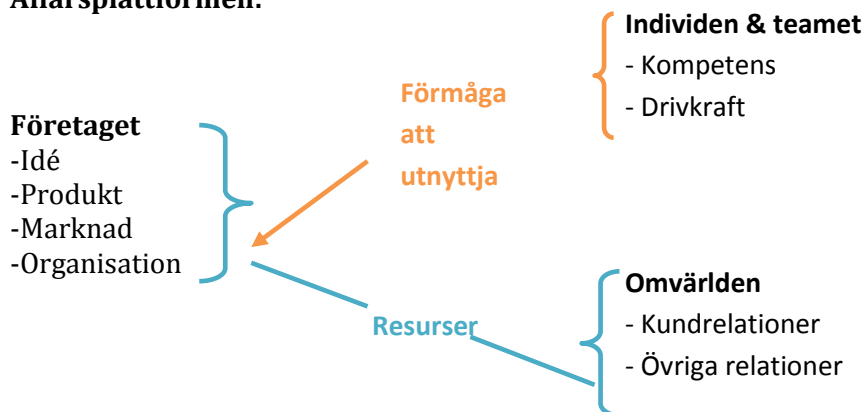 Affärsplattformen:
Individen & teamet
- Kompetens
- Drivkraft
Förmåga
att
utnyttja
Företaget
-Idé
-Produkt
-Marknad
-Organisation
Omvärlden
- Kundrelationer
- Övriga relationer
Resurser